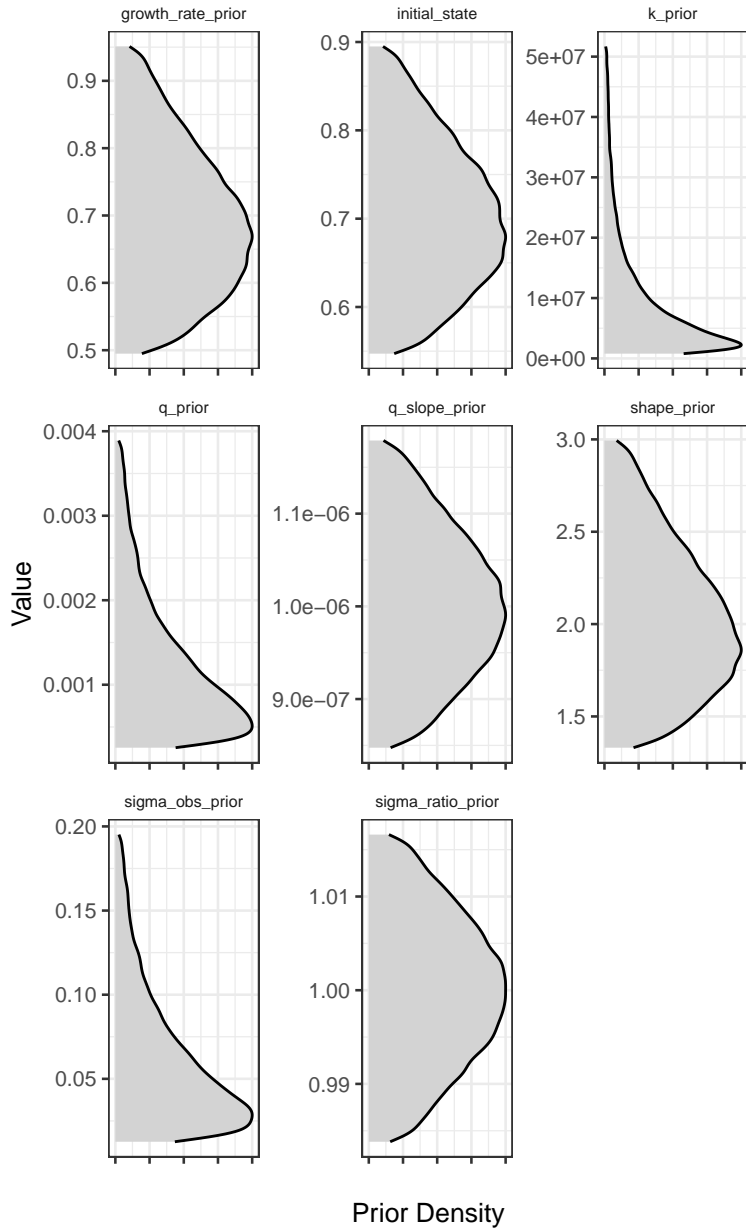 growth_rate_prior initial_state k_prior
0.9 0.9 5e+07
0.8 0.8 4e+07
0.7 0.7 3e+07
0.6 0.6 2e+07
0.5 1e+07
0e+00
q_prior q_slope_prior shape_prior
0.004 3.0
0.003 1.1e−06 2.5
0.002 1.0e−06 2.0
0.001 9.0e−07 1.5
Value
sigma_obs_prior sigma_ratio_prior
0.20
0.15 1.01
0.10 1.00
0.05 0.99
Prior Density